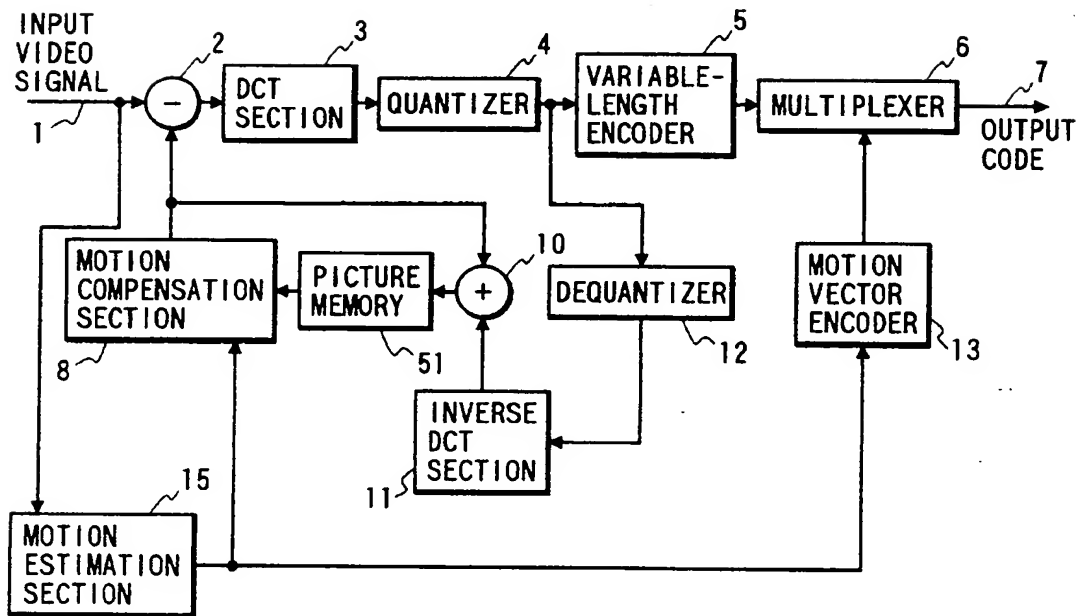 INPUT
VIDEO
SIGNAL
1
2
−
3
DCT
SECTION
4
QUANTIZER
5
VARIABLE-
LENGTH
ENCODER
6
MULTIPLEXER
7
OUTPUT
CODE
MOTION
COMPENSATION
SECTION
8
PICTURE
MEMORY
51
10
+
DEQUANTIZER
12
MOTION
VECTOR
ENCODER
13
INVERSE
DCT
SECTION
11
15
MOTION
ESTIMATION
SECTION